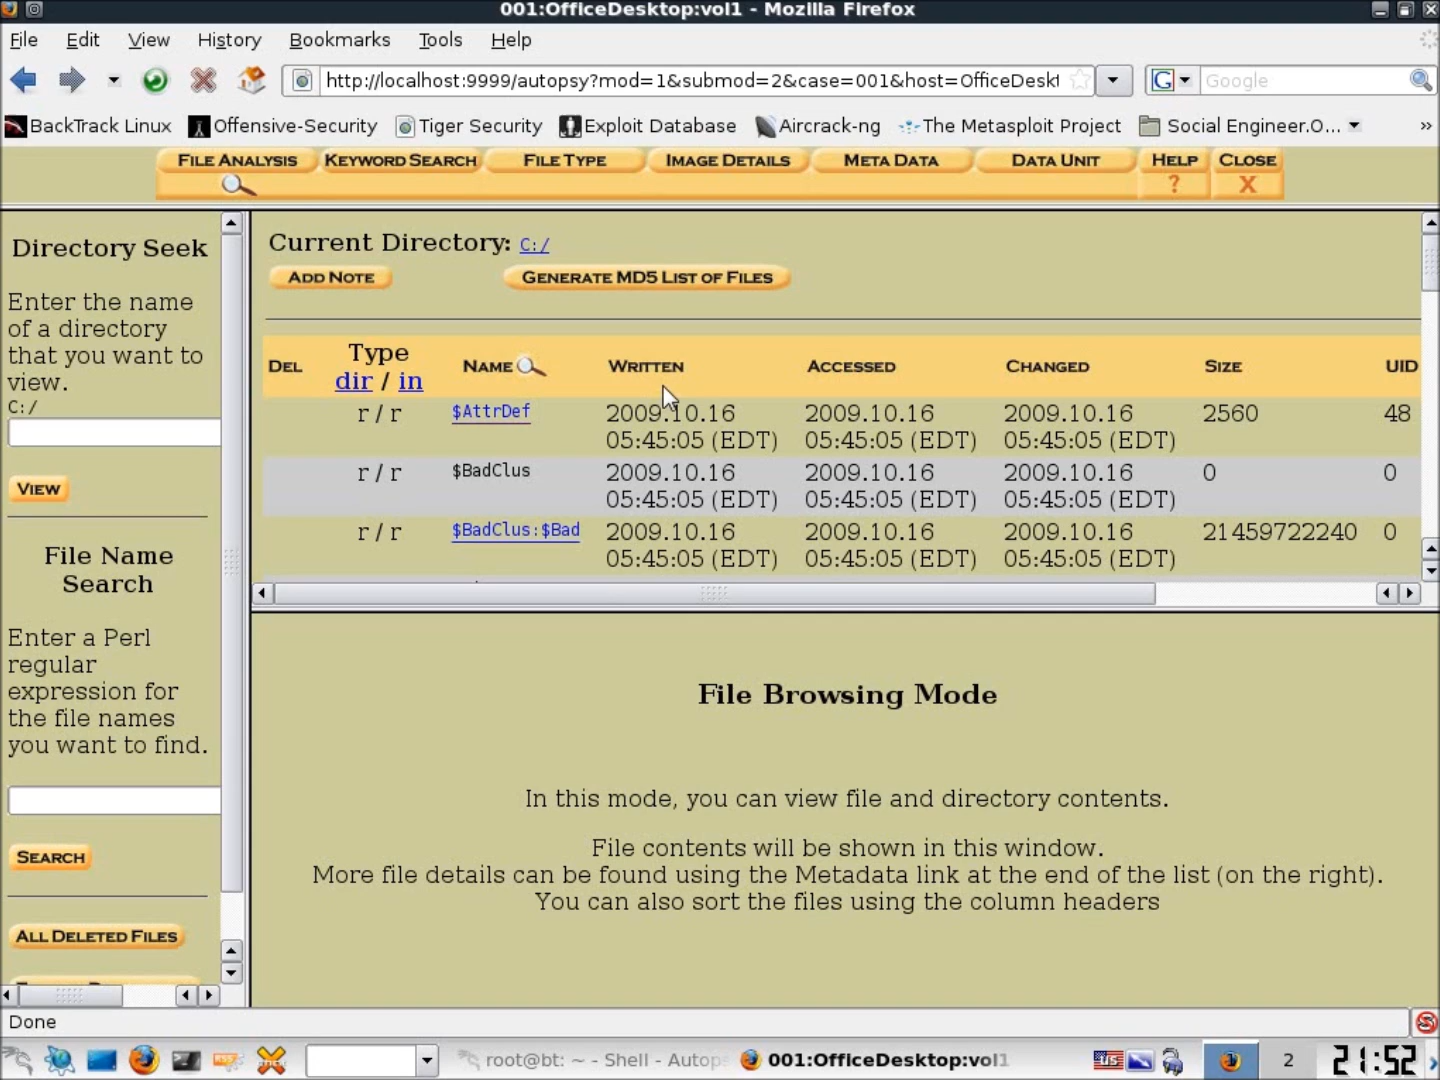 001:OfficeDesktop:vol1 - Mozilla Firefox
File Edit View History Bookmarks Tools Help
http://localhost:9999/autopsy?mod=1&submod=2&case=001&host=OfficeDeskt
G Google
BackTrack Linux Offensive-Security Tiger Security Exploit Database Aircrack-ng The Metasploit Project Social Engineer.O... »
FILE ANALYSIS KEYWORD SEARCH FILE TYPE IMAGE DETAILS META DATA DATA UNIT HELP CLOSE
? X
Directory Seek
Enter the name
of a directory
that you want to
view.
C:/
VIEW
File Name
Search
Enter a Perl
regular
expression for
the file names
you want to find.
SEARCH
ALL DELETED FILES
Current Directory: C:/
ADD NOTE GENERATE MD5 LIST OF FILES
DEL Type NAME WRITTEN ACCESSED CHANGED SIZE UID
dir / in
r / r $AttrDef 2009.10.16 2009.10.16 2009.10.16 2560 48
05:45:05 (EDT) 05:45:05 (EDT) 05:45:05 (EDT)
r / r $BadClus 2009.10.16 2009.10.16 2009.10.16 0 0
05:45:05 (EDT) 05:45:05 (EDT) 05:45:05 (EDT)
r / r $BadClus:$Bad 2009.10.16 2009.10.16 2009.10.16 21459722240 0
05:45:05 (EDT) 05:45:05 (EDT) 05:45:05 (EDT)
File Browsing Mode
In this mode, you can view file and directory contents.
File contents will be shown in this window.
More file details can be found using the Metadata link at the end of the list (on the right).
You can also sort the files using the column headers
Done
root@bt: ~ - Shell - Autops 001:OfficeDesktop:vol1 US 2 21:52